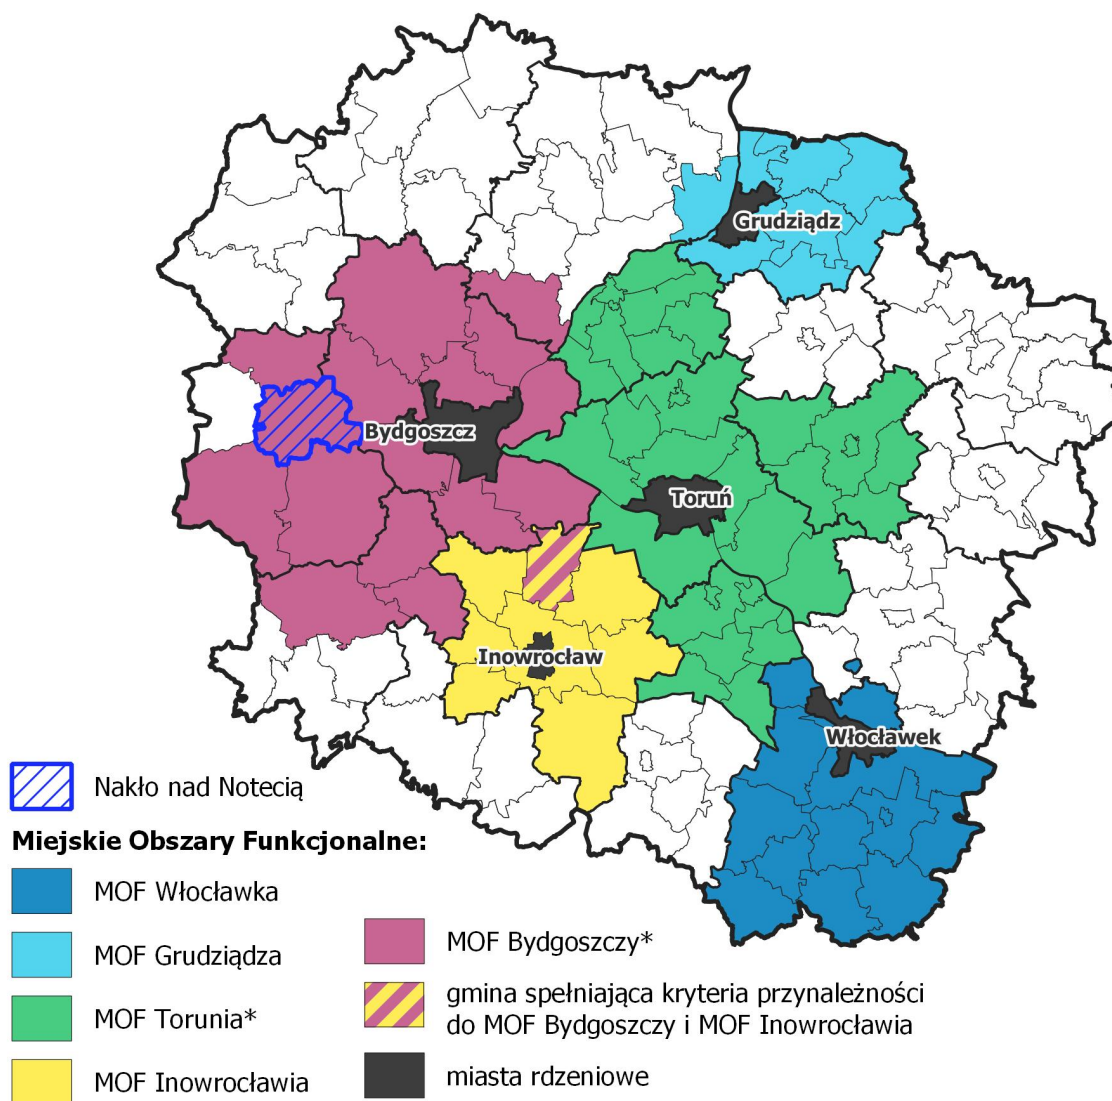 Grudziądz
Bydgoszcz
Toruń
Inowrocław
Włocławek
Nakło nad Notecią
Miejskie Obszary Funkcjonalne:
MOF Włocławka
MOF Grudziądza
MOF Torunia*
MOF Inowrocławia
MOF Bydgoszczy*
gmina spełniająca kryteria przynależności
do MOF Bydgoszczy i MOF Inowrocławia
miasta rdzeniowe